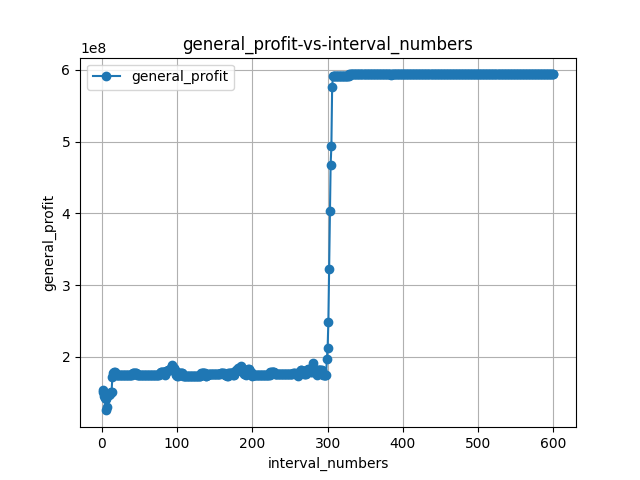 general_profit-vs-interval_numbers
1e8
general_profit
6
5
4
3
2
general_profit
0
100
200
300
400
500
600
interval_numbers